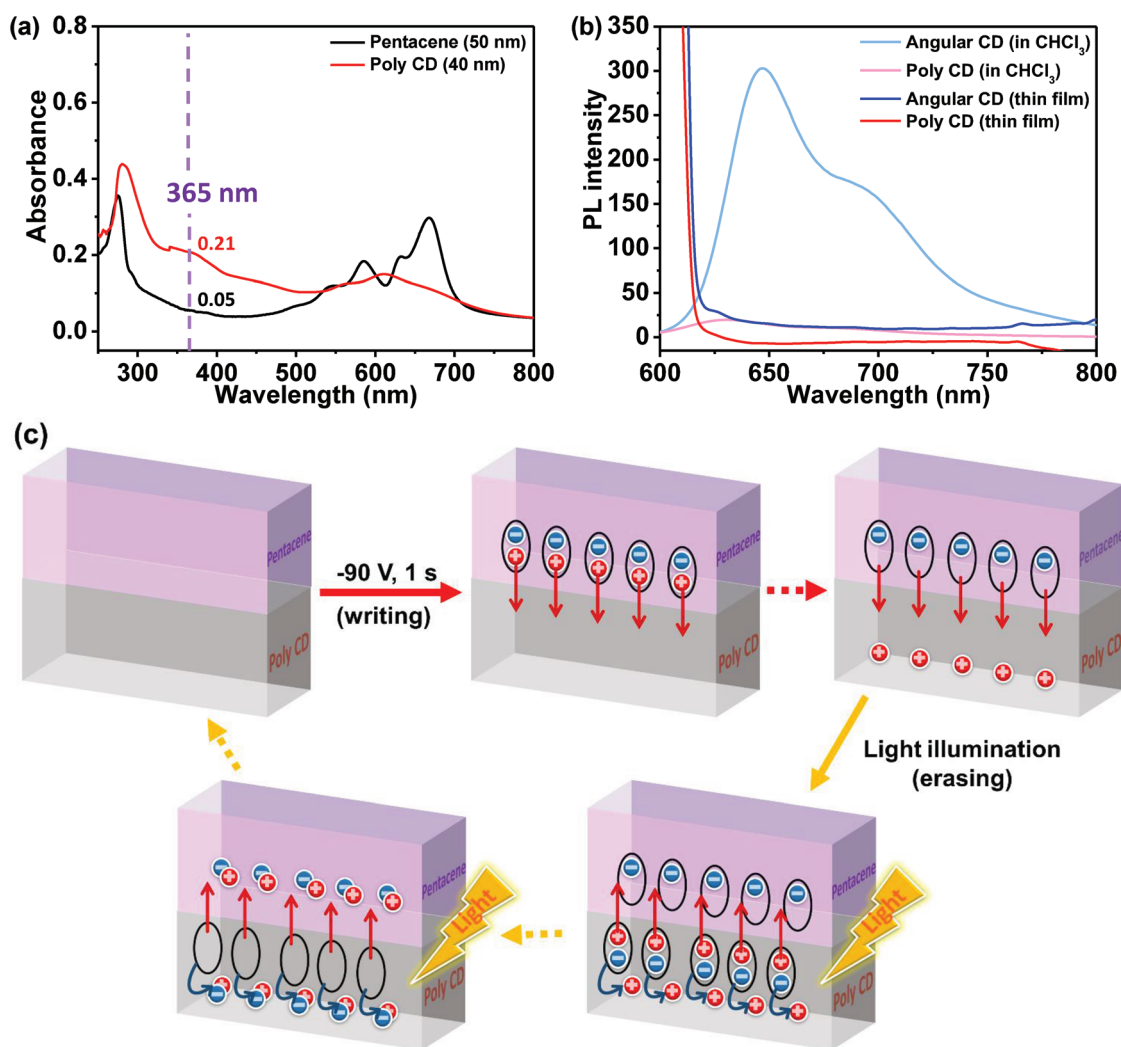 (a)
0.8
0.6
0.4
0.2
0.0
Absorbance
Pentacene (50 nm)
Poly CD (40 nm)
365 nm
0.21
0.05
300 400 500 600 700 800
Wavelength (nm)
(b)
350
300
250
200
150
100
50
0
PL intensity
Angular CD (in CHCl₃)
Poly CD (in CHCl₃)
Angular CD (thin film)
Poly CD (thin film)
600 650 700 750 800
Wavelength (nm)
(c)
Pentacene
Poly CD
-90 V, 1 s
(writing)
Pentacene
Poly CD
Pentacene
Poly CD
Light illumination
(erasing)
Pentacene
Poly CD
Light
Pentacene
Poly CD
Light